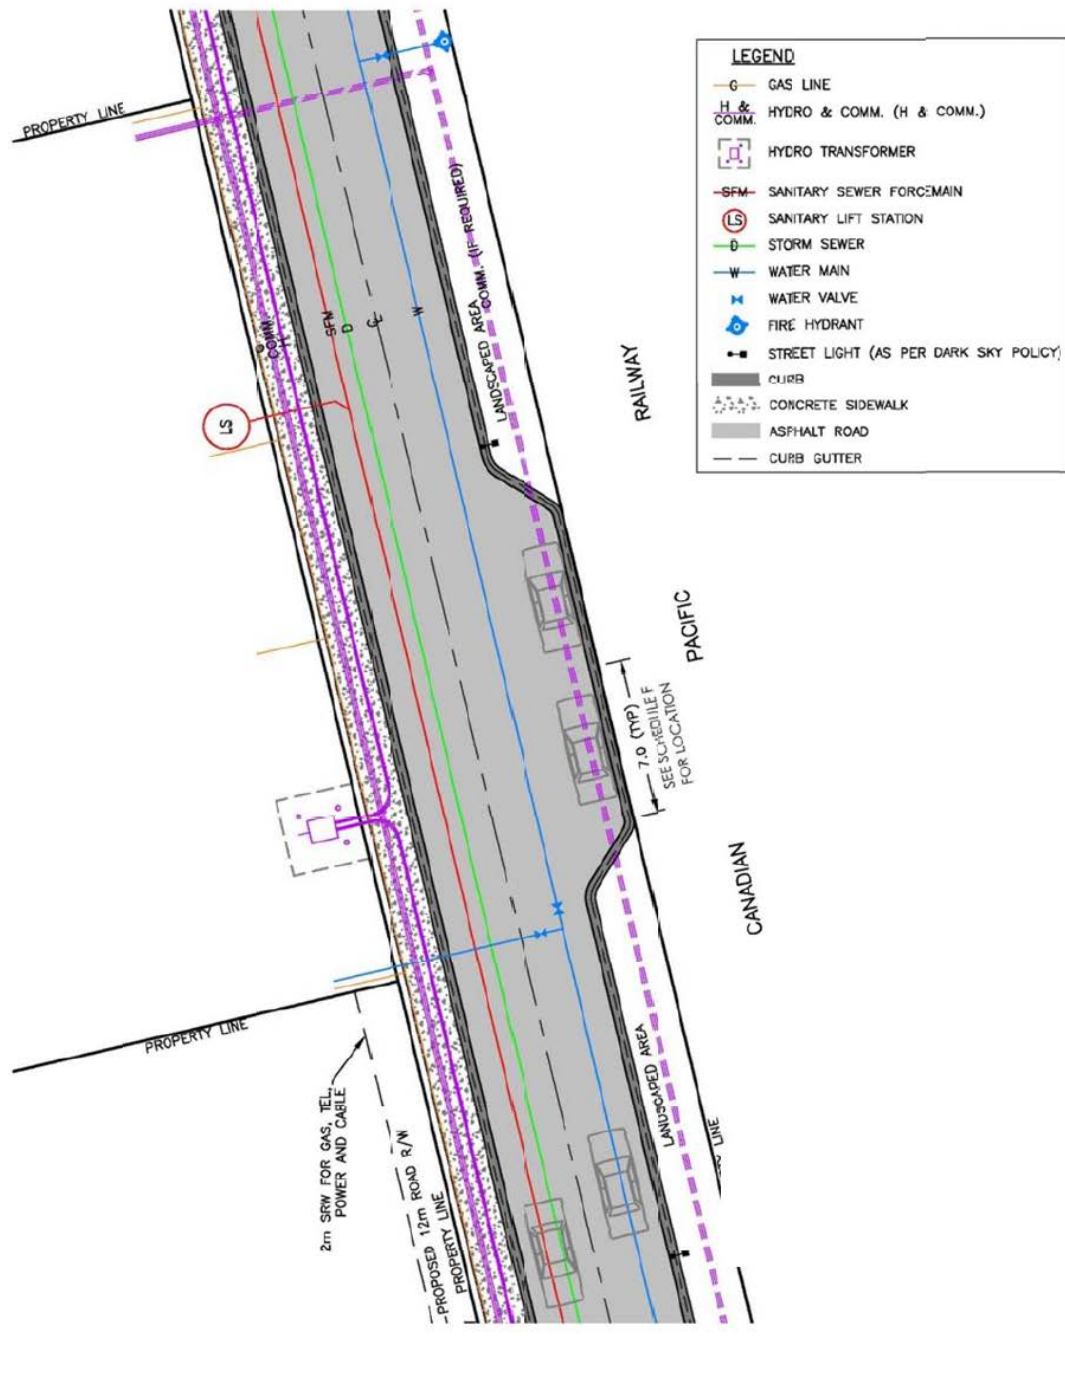 LEGEND
G GAS LINE
H & COMM. HYDRO & COMM. (H & COMM.)
HYDRO TRANSFORMER
SFM SANITARY SEWER FORCEMAIN
LS SANITARY LIFT STATION
D STORM SEWER
W WATER MAIN
WATER VALVE
FIRE HYDRANT
STREET LIGHT (AS PER DARK SKY POLICY)
CURB
CONCRETE SIDEWALK
ASPHALT ROAD
CURB GUTTER
PROPERTY LINE
COMM. (IF REQUIRED)
LANDSCAPED AREA
G
COMM
H
SFM
D
W
LS
RAILWAY
PACIFIC
CANADIAN
7.0 (TYP)
SEE SCHEDULE F
FOR LOCATION
PROPERTY LINE
LANDSCAPED AREA
LINE
2m SRW FOR GAS, TEL,
POWER AND CABLE
PROPOSED 12m ROAD R/W
PROPERTY LINE